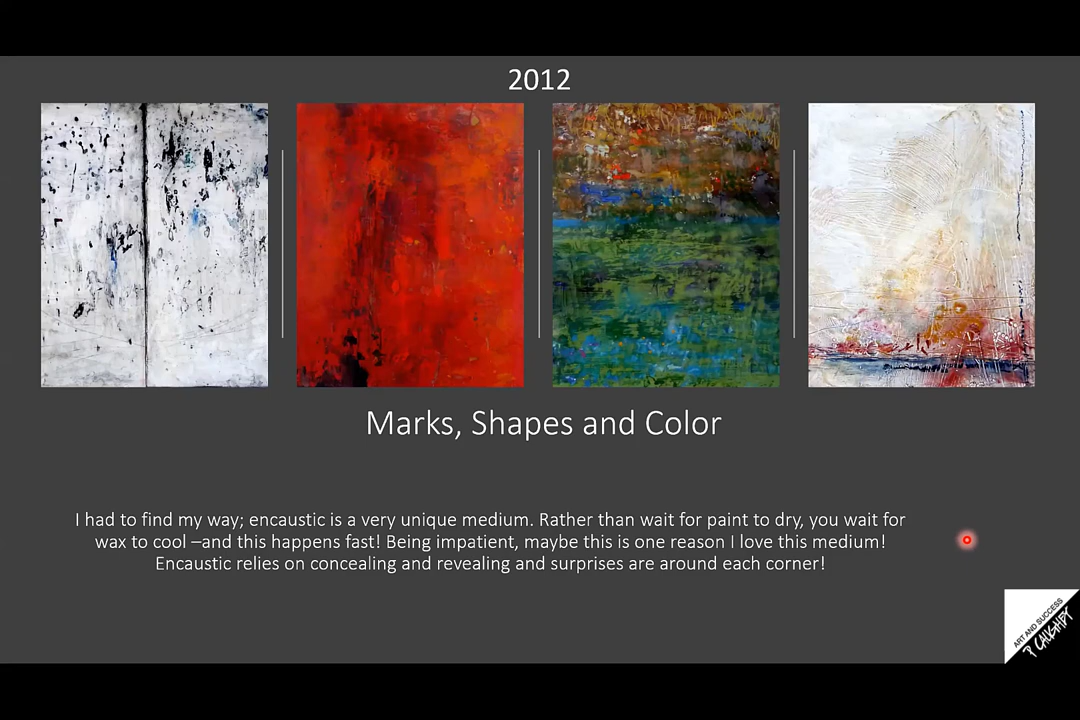 2012
Marks, Shapes and Color
I had to find my way; encaustic is a very unique medium. Rather than wait for paint to dry, you wait for
wax to cool –and this happens fast! Being impatient, maybe this is one reason I love this medium!
Encaustic relies on concealing and revealing and surprises are around each corner!
ART AND SUCCESS
P CAUGHEY